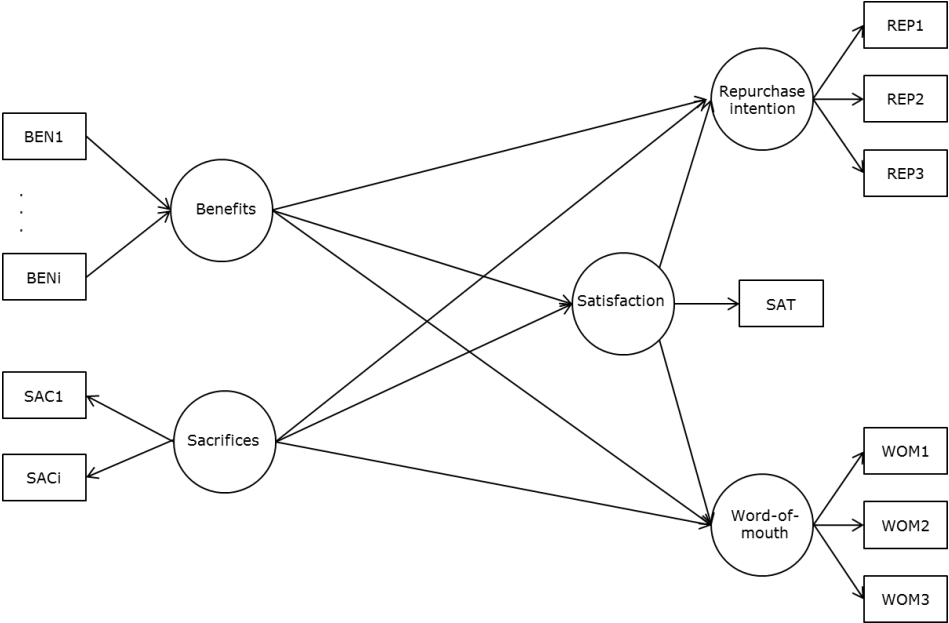 REP1
Repurchase
intention
REP2
REP3
BEN1
.
.
.
Benefits
BENi
Satisfaction
SAT
SAC1
Sacrifices
SACi
WOM1
Word-of-
mouth
WOM2
WOM3